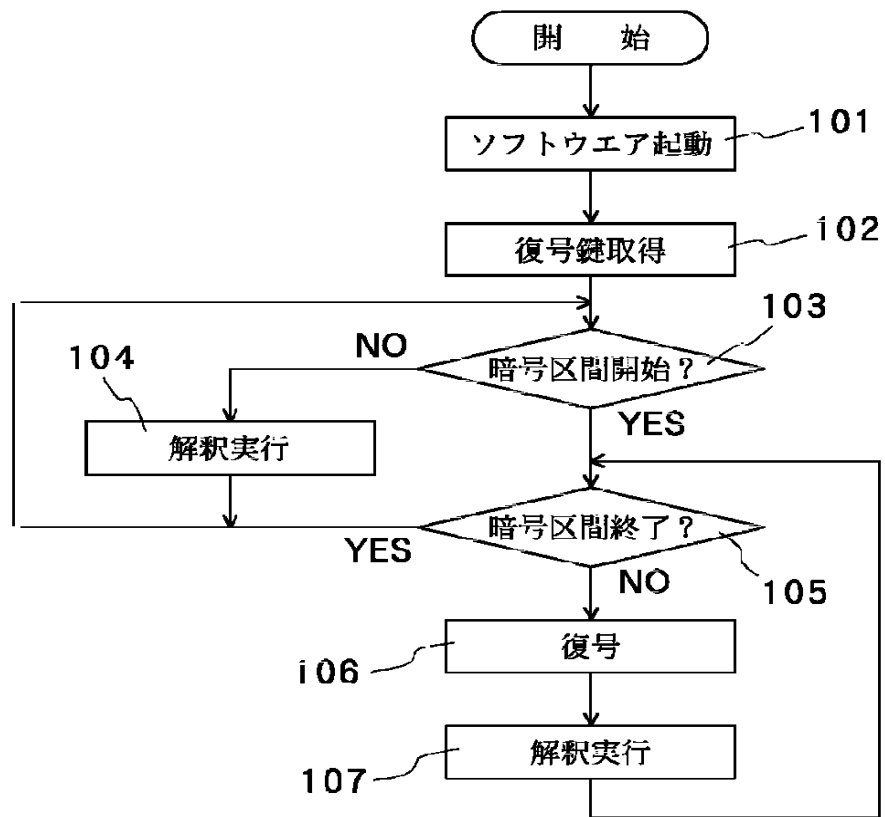 開　始
ソフトウエア起動
101
復号鍵取得
i02
103
NO
暗号区間開始？
104
YES
解釈実行
暗号区間終了？
YES
NO
105
復号
i06
解釈実行
107